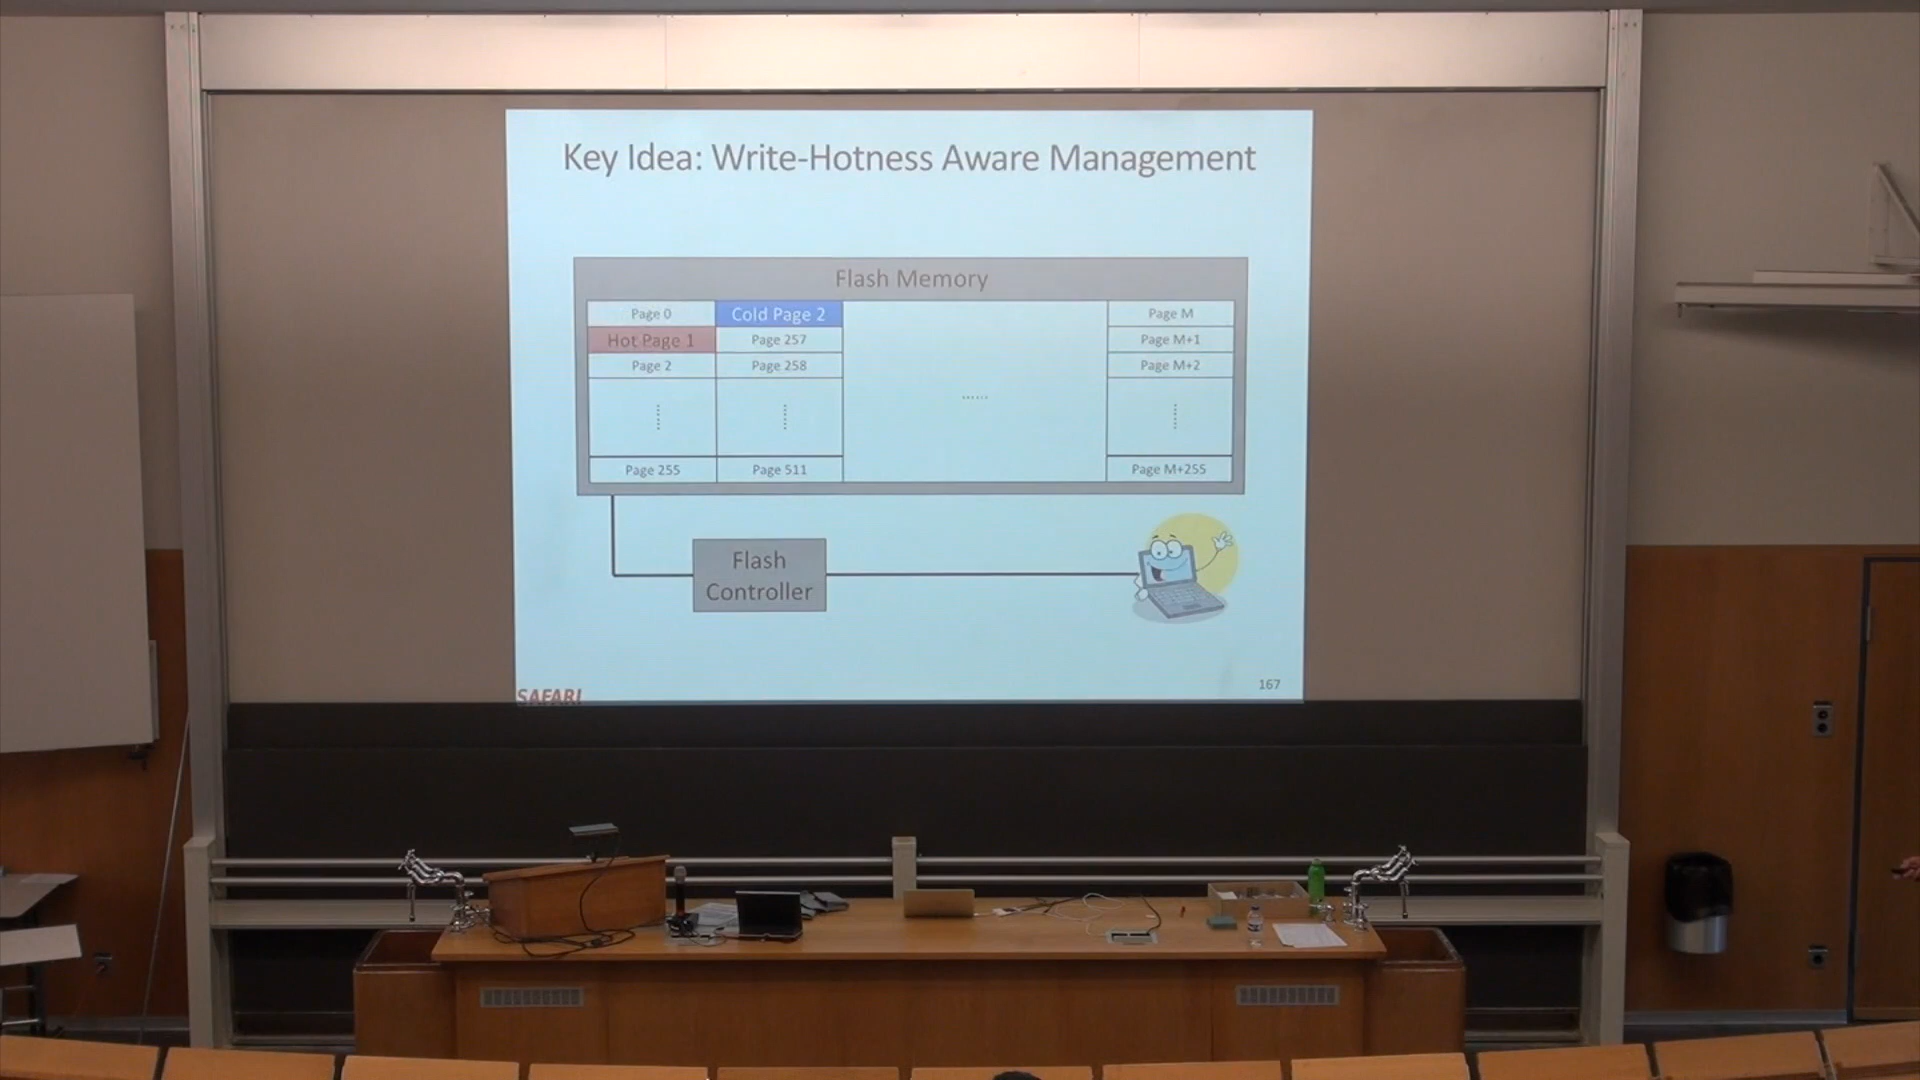 Key Idea: Write-Hotness Aware Management
Flash Memory
Page 0
Cold Page 2
Page M
Hot Page 1
Page 257
Page M+1
Page 2
Page 258
Page M+2
......
Page 255
Page 511
Page M+255
Flash
Controller
SAFARI
167